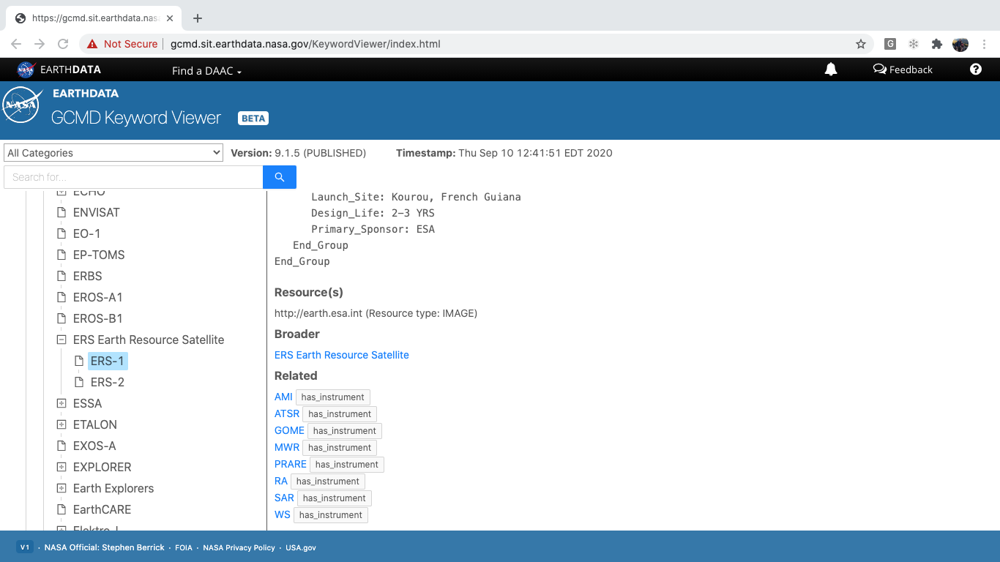 https://gcmd.sit.earthdata.nas
Not Secure
gcmd.sit.earthdata.nasa.gov/KeywordViewer/index.html
G
NASA
EARTHDATA
Find a DAAC
Feedback
?
NASA
EARTHDATA
GCMD Keyword Viewer
BETA
All Categories
Version: 9.1.5 (PUBLISHED)
Timestamp: Thu Sep 10 12:41:51 EDT 2020
Search for...
ECHO
ENVISAT
EO-1
EP-TOMS
ERBS
EROS-A1
EROS-B1
ERS Earth Resource Satellite
ERS-1
ERS-2
ESSA
ETALON
EXOS-A
EXPLORER
Earth Explorers
EarthCARE
Elektro-L
Launch_Site: Kourou, French Guiana
Design_Life: 2-3 YRS
Primary_Sponsor: ESA
End_Group
End_Group
Resource(s)
http://earth.esa.int (Resource type: IMAGE)
Broader
ERS Earth Resource Satellite
Related
AMI has_instrument
ATSR has_instrument
GOME has_instrument
MWR has_instrument
PRARE has_instrument
RA has_instrument
SAR has_instrument
WS has_instrument
V1 · NASA Official: Stephen Berrick · FOIA · NASA Privacy Policy · USA.gov